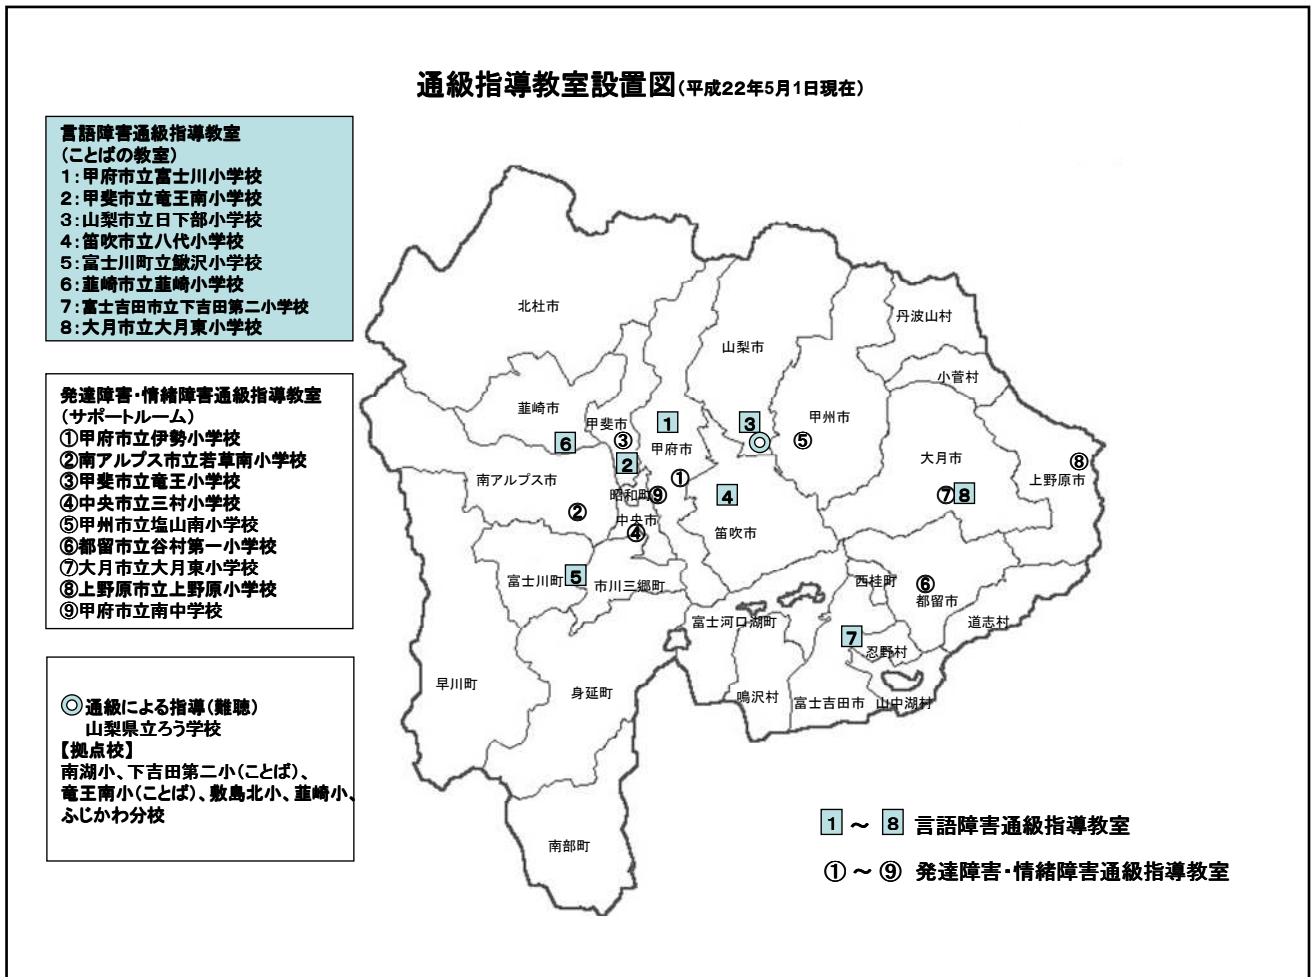 通級指導教室設置図(平成22年5月1日現在)
言語障害通級指導教室
(ことばの教室)
1:甲府市立富士川小学校
2:甲斐市立竜王南小学校
3:山梨市立日下部小学校
4:笛吹市立八代小学校
5:富士川町立鰍沢小学校
6:韮崎市立韮崎小学校
7:富士吉田市立下吉田第二小学校
8:大月市立大月東小学校
発達障害・情緒障害通級指導教室
(サポートルーム)
①甲府市立伊勢小学校
②南アルプス市立若草南小学校
③甲斐市立竜王小学校
④中央市立三村小学校
⑤甲州市立塩山南小学校
⑥都留市立谷村第一小学校
⑦大月市立大月東小学校
⑧上野原市立上野原小学校
⑨甲府市立南中学校
◎通級による指導(難聴)
山梨県立ろう学校
【拠点校】
南湖小、下吉田第二小(ことば)、
竜王南小(ことば)、敷島北小、韮崎小、
ふじかわ分校
北杜市
丹波山村
山梨市
小菅村
韮崎市
甲斐市
1
3
甲州市
6
③
甲府市
◎
⑤
2
大月市
⑧
南アルプス市
①
上野原市
昭和町
⑨
4
⑦
8
②
中央市
④
笛吹市
富士川町
5
市川三郷町
西桂町
⑥
都留市
富士河口湖町
道志村
7
忍野村
早川町
身延町
鳴沢村
富士吉田市
山中湖村
南部町
1 ～ 8 言語障害通級指導教室
① ～ ⑨ 発達障害・情緒障害通級指導教室